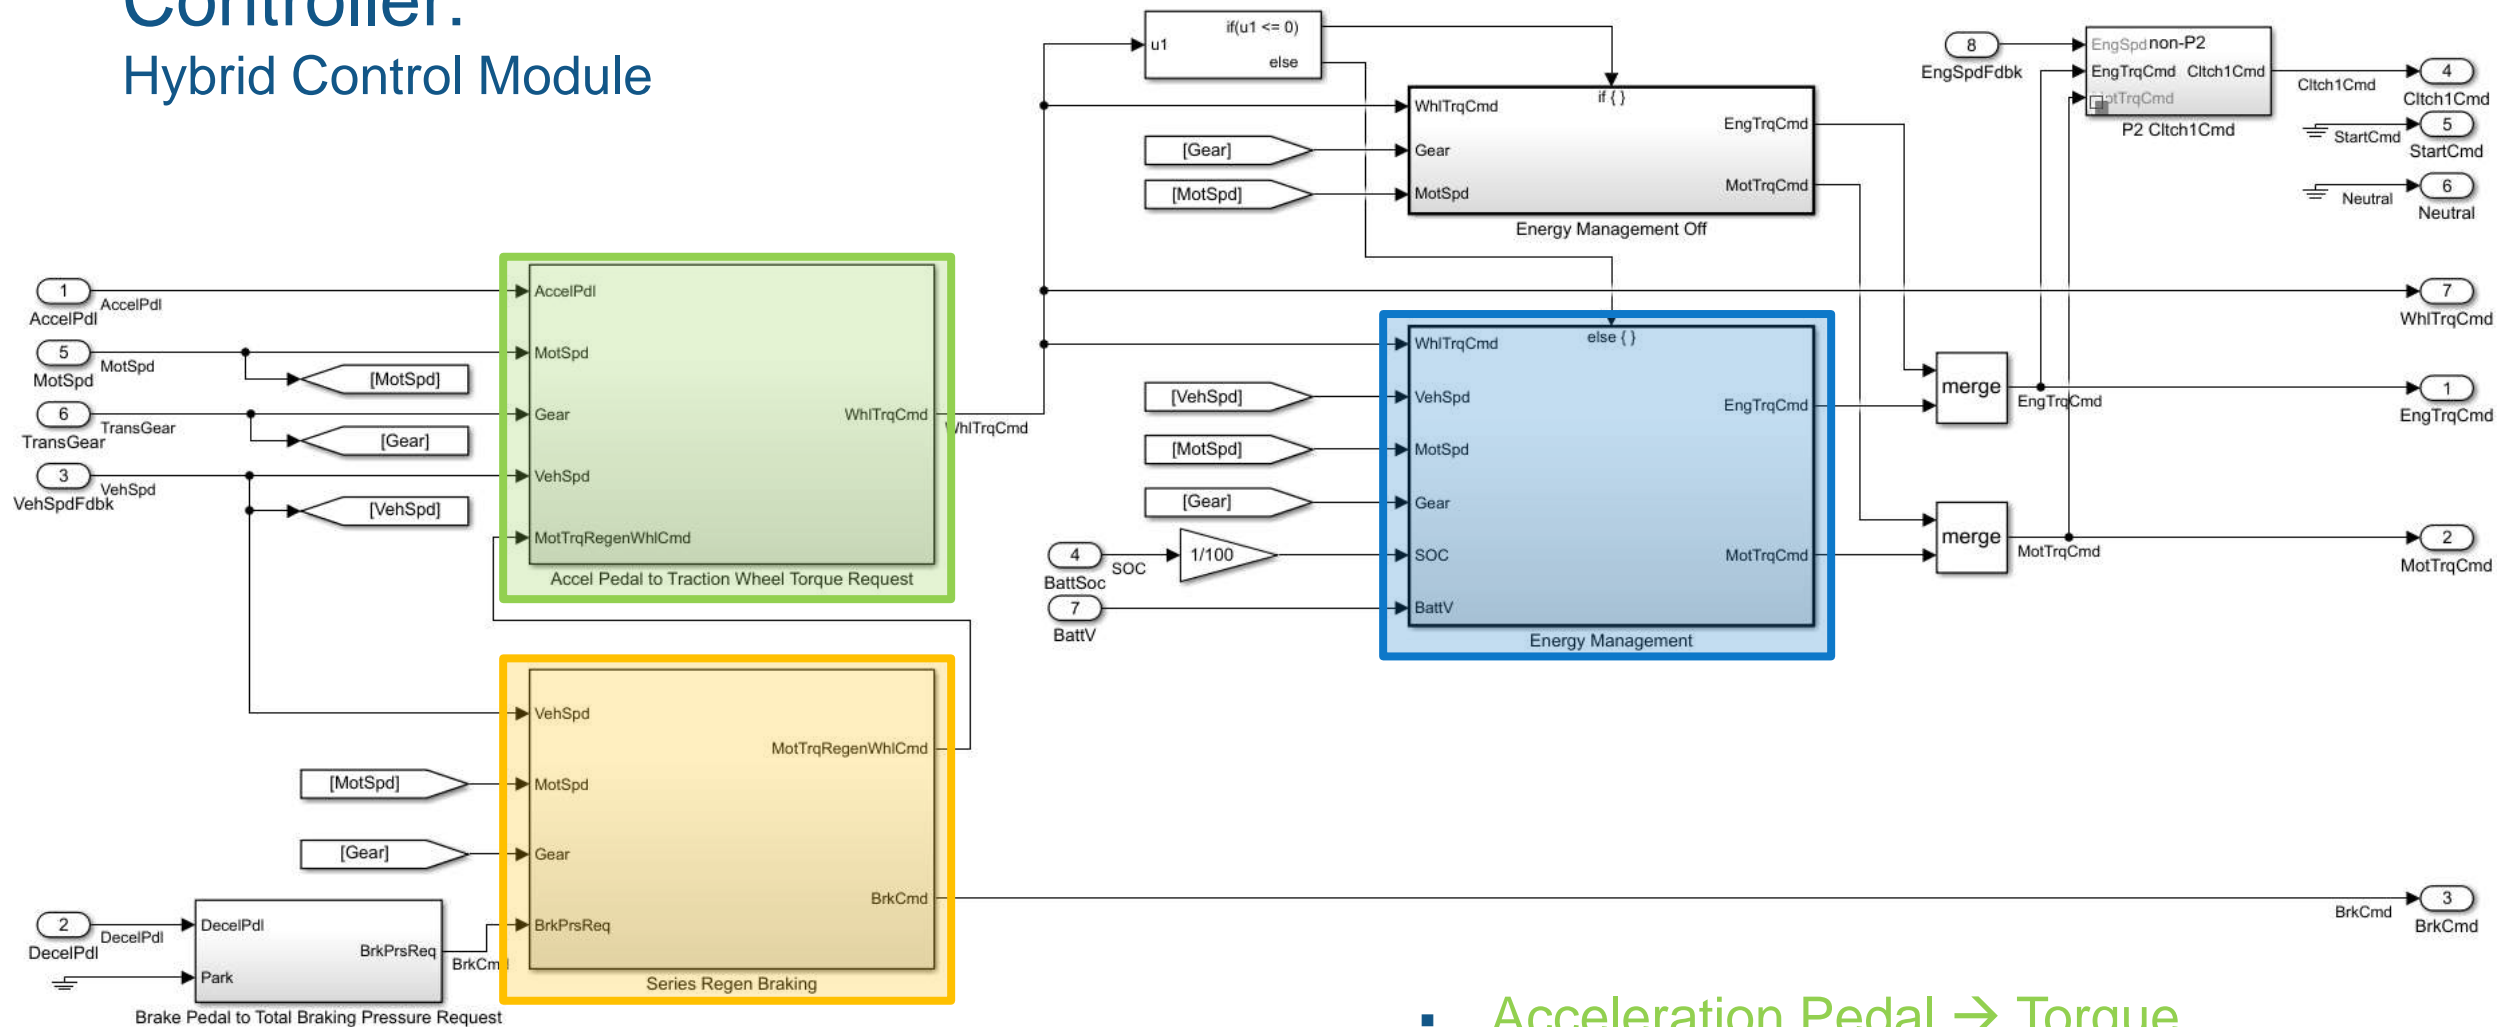 Controller:
Hybrid Control Module
u1
if(u1 <= 0)
else
8
EngSpdFdbk
EngSpd non-P2
EngTrqCmd Cltch1Cmd
P2 Cltch1Cmd
Cltch1Cmd
4
Cltch1Cmd
StartCmd
5
StartCmd
Neutral
6
Neutral
if { }
WhlTrqCmd
[Gear]
Gear
[MotSpd]
MotSpd
EngTrqCmd
MotTrqCmd
Energy Management Off
1
AccelPdl
AccelPdl
5
MotSpd
MotSpd
[MotSpd]
6
TransGear
TransGear
[Gear]
3
VehSpd
VehSpdFdbk
[VehSpd]
AccelPdl
MotSpd
Gear
VehSpd
MotTrqRegenWhlCmd
WhlTrqCmd
Accel Pedal to Traction Wheel Torque Request
WhlTrqCmd
7
WhlTrqCmd
else { }
WhlTrqCmd
[VehSpd]
VehSpd
[MotSpd]
MotSpd
[Gear]
Gear
4
BattSoc
SOC
1/100
SOC
7
BattV
BattV
EngTrqCmd
MotTrqCmd
Energy Management
merge
EngTrqCmd
1
EngTrqCmd
merge
MotTrqCmd
2
MotTrqCmd
VehSpd
[MotSpd]
MotSpd
[Gear]
Gear
BrkPrsReq
MotTrqRegenWhlCmd
BrkCmd
Series Regen Braking
2
DecelPdl
DecelPdl
DecelPdl
Park
BrkPrsReq
BrkCmd
Brake Pedal to Total Braking Pressure Request
BrkCmd
3
BrkCmd
▪ Acceleration Pedal → Torque